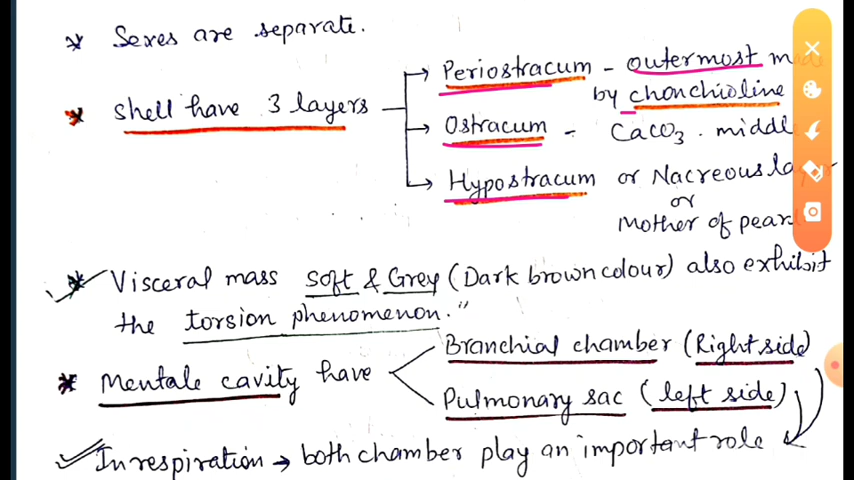 * Sexes are separate.
* Shell have 3 layers
→ Periostracum - outermost made
by chonchioline
→ Ostracum - CaCO3. middl
→ Hypostracum or Nacreous
or
Mother of pear
* Visceral mass soft & Grey (Dark brown colour) also exhibit
the torsion phenomenon."
* Mentale cavity have
Branchial chamber (Right side)
Pulmonary sac (left side)
In respiration → both chamber play an important role